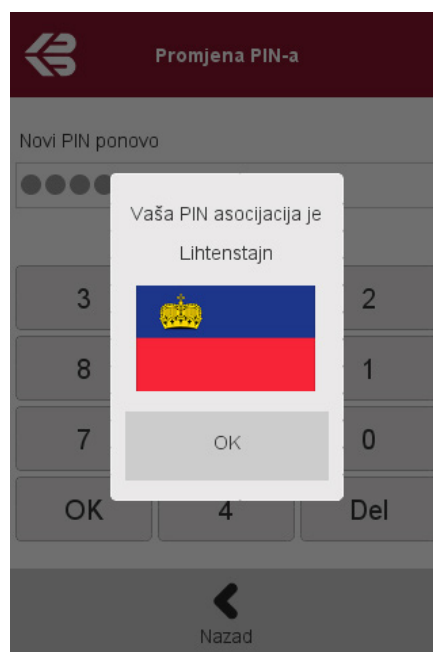 Promjena PIN-a
Novi PIN ponovo
Vaša PIN asocijacija je
Lihtenstajn
3 2
8 1
7 0
OK
OK 4 Del
Nazad